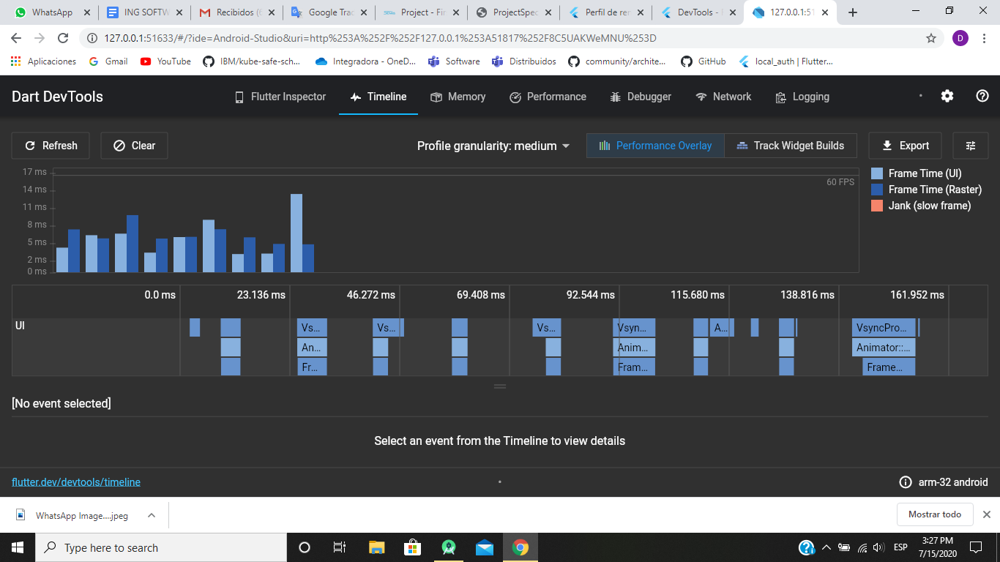 WhatsApp
ING SOFTW
Recibidos (
Google Trac
Project - Fir
ProjectSpec
Perfil de ren
DevTools -
127.0.0.1:51
127.0.0.1:51633/#/?ide=Android-Studio&uri=http%253A%252F%252F127.0.0.1%253A51817%252F8C5UAKWeMNU%253D
D
Aplicaciones
Gmail
YouTube
IBM/kube-safe-sch...
Integradora - OneD...
Software
Distribuidos
community/archite...
GitHub
local_auth | Flutter...
Dart DevTools
Flutter Inspector
Timeline
Memory
Performance
Debugger
Network
Logging
Refresh
Clear
Profile granularity: medium
Performance Overlay
Track Widget Builds
Export
17 ms
14 ms
11 ms
8 ms
5 ms
2 ms
0 ms
60 FPS
Frame Time (UI)
Frame Time (Raster)
Jank (slow frame)
0.0 ms
23.136 ms
46.272 ms
69.408 ms
92.544 ms
115.680 ms
138.816 ms
161.952 ms
UI
Vs...
Vs...
Vs...
Vsyn...
A...
VsyncPro...
An...
Anim...
Animator::...
Fr...
Fram...
Frame...
[No event selected]
Select an event from the Timeline to view details
flutter.dev/devtools/timeline
arm-32 android
WhatsApp Image....jpeg
Mostrar todo
Type here to search
ESP
3:27 PM
7/15/2020